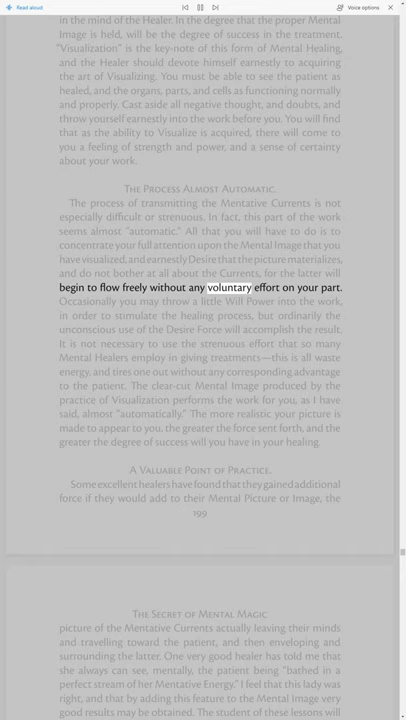 Read aloud
Voice options
in the mind of the Healer. In the degree that the proper Mental
Image is held, will be the degree of success in the treatment.
"Visualization" is the key-note of this form of Mental Healing,
and the Healer should devote himself earnestly to acquiring
the art of Visualizing. You must be able to see the patient as
healed, and the organs, parts, and cells as functioning normally
and properly. Cast aside all negative thought, and doubts, and
throw yourself earnestly into the work before you. You will find
that as the ability to Visualize is acquired, there will come to
you a feeling of strength and power, and a sense of certainty
about your work.
The Process Almost Automatic.
The process of transmitting the Mentative Currents is not
especially difficult or strenuous. In fact, this part of the work
seems almost "automatic." All that you will have to do is to
concentrate your full attention upon the Mental Image that you
have visualized, and earnestly Desire that the picture materializes,
and do not bother at all about the Currents, for the latter will
begin to flow freely without any voluntary effort on your part.
Occasionally you may throw a little Will Power into the work,
in order to stimulate the healing process, but ordinarily the
unconscious use of the Desire Force will accomplish the result.
It is not necessary to use the strenuous effort that so many
Mental Healers employ in giving treatments—this is all waste
energy, and tires one out without any corresponding advantage
to the patient. The clear-cut Mental Image produced by the
practice of Visualization performs the work for you, as I have
said, almost "automatically." The more realistic your picture is
made to appear to you, the greater the force sent forth, and the
greater the degree of success will you have in your healing
A Valuable Point of Practice.
Some excellent healers have found that they gained additional
force if they would add to their Mental Picture or Image, the
199
The Secret of Mental Magic
picture of the Mentative Currents actually leaving their minds
and travelling toward the patient, and then enveloping and
surrounding the latter. One very good healer has told me that
she always can see, mentally, the patient being "bathed in a
perfect stream of her Mentative Energy." I feel that this lady was
right, and that by adding this feature to the Mental Image very
good results may be obtained. The student of these lessons will